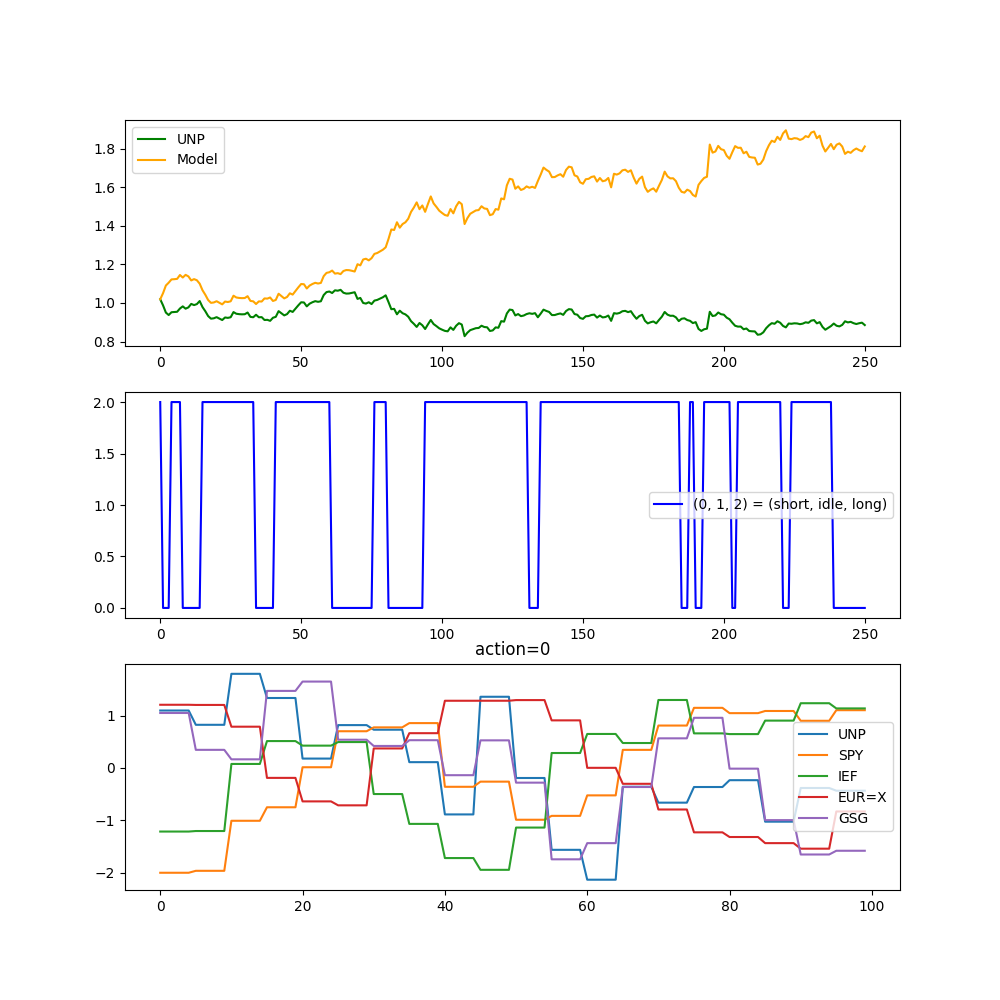 UNP
Model
1.8
1.6
1.4
1.2
1.0
0.8
0 50 100 150 200 250
2.0
1.5
1.0
0.5
0.0
(0, 1, 2) = (short, idle, long)
0 50 100 150 200 250
action=0
1
0
−1
−2
UNP
SPY
IEF
EUR=X
GSG
0 20 40 60 80 100